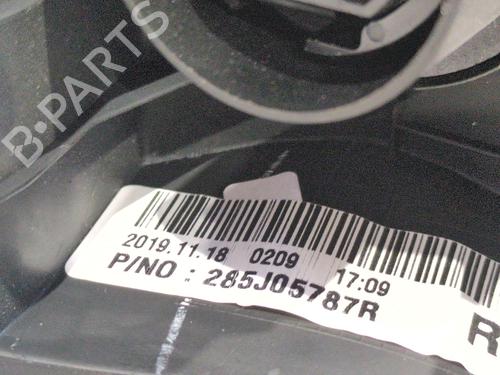 B-PARTS
2019.11.18 0209 17:09
P/NO : 285J05787R
R